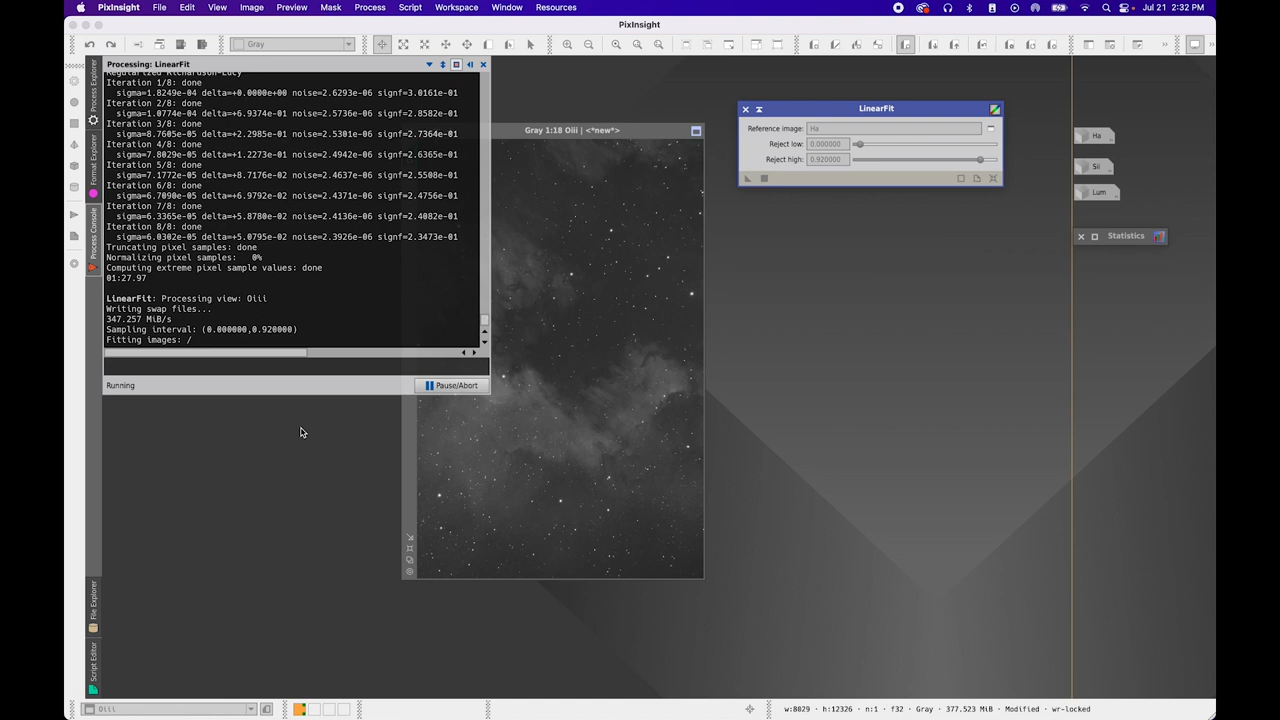 PixInsight File Edit View Image Preview Mask Process Script Workspace Window Resources Jul 21 2:32 PM
PixInsight
Gray
Processing: LinearFit
Regularized Richardson-Lucy
Iteration 1/8: done
sigma=1.8249e-04 delta=+0.0000e+00 noise=2.6293e-06 signf=3.0161e-01
Iteration 2/8: done
sigma=1.0774e-04 delta=+6.9374e-01 noise=2.5736e-06 signf=2.8582e-01
Iteration 3/8: done
sigma=8.7605e-05 delta=+2.2985e-01 noise=2.5301e-06 signf=2.7364e-01
Iteration 4/8: done
sigma=7.8029e-05 delta=+1.2273e-01 noise=2.4942e-06 signf=2.6365e-01
Iteration 5/8: done
sigma=7.1772e-05 delta=+8.7176e-02 noise=2.4637e-06 signf=2.5508e-01
Iteration 6/8: done
sigma=6.7090e-05 delta=+6.9792e-02 noise=2.4371e-06 signf=2.4756e-01
Iteration 7/8: done
sigma=6.3365e-05 delta=+5.8780e-02 noise=2.4136e-06 signf=2.4082e-01
Iteration 8/8: done
sigma=6.0302e-05 delta=+5.0795e-02 noise=2.3926e-06 signf=2.3473e-01
Truncating pixel samples: done
Normalizing pixel samples: 0%
Computing extreme pixel sample values: done
01:27.97
LinearFit: Processing view: Oiii
Writing swap files...
347.257 MiB/s
Sampling interval: (0.000000,0.920000)
Fitting images: /
Running
Pause/Abort
Process Explorer
Format Explorer
Process Console
File Explorer
Script Editor
Gray 1:18 Oiii | <*new*>
LinearFit
Reference image: Ha
Reject low: 0.000000
Reject high: 0.920000
Ha
Sii
Lum
Statistics
Oiii
w:8029 · h:12326 · n:1 · f32 · Gray · 377.523 MiB · Modified · wr-locked